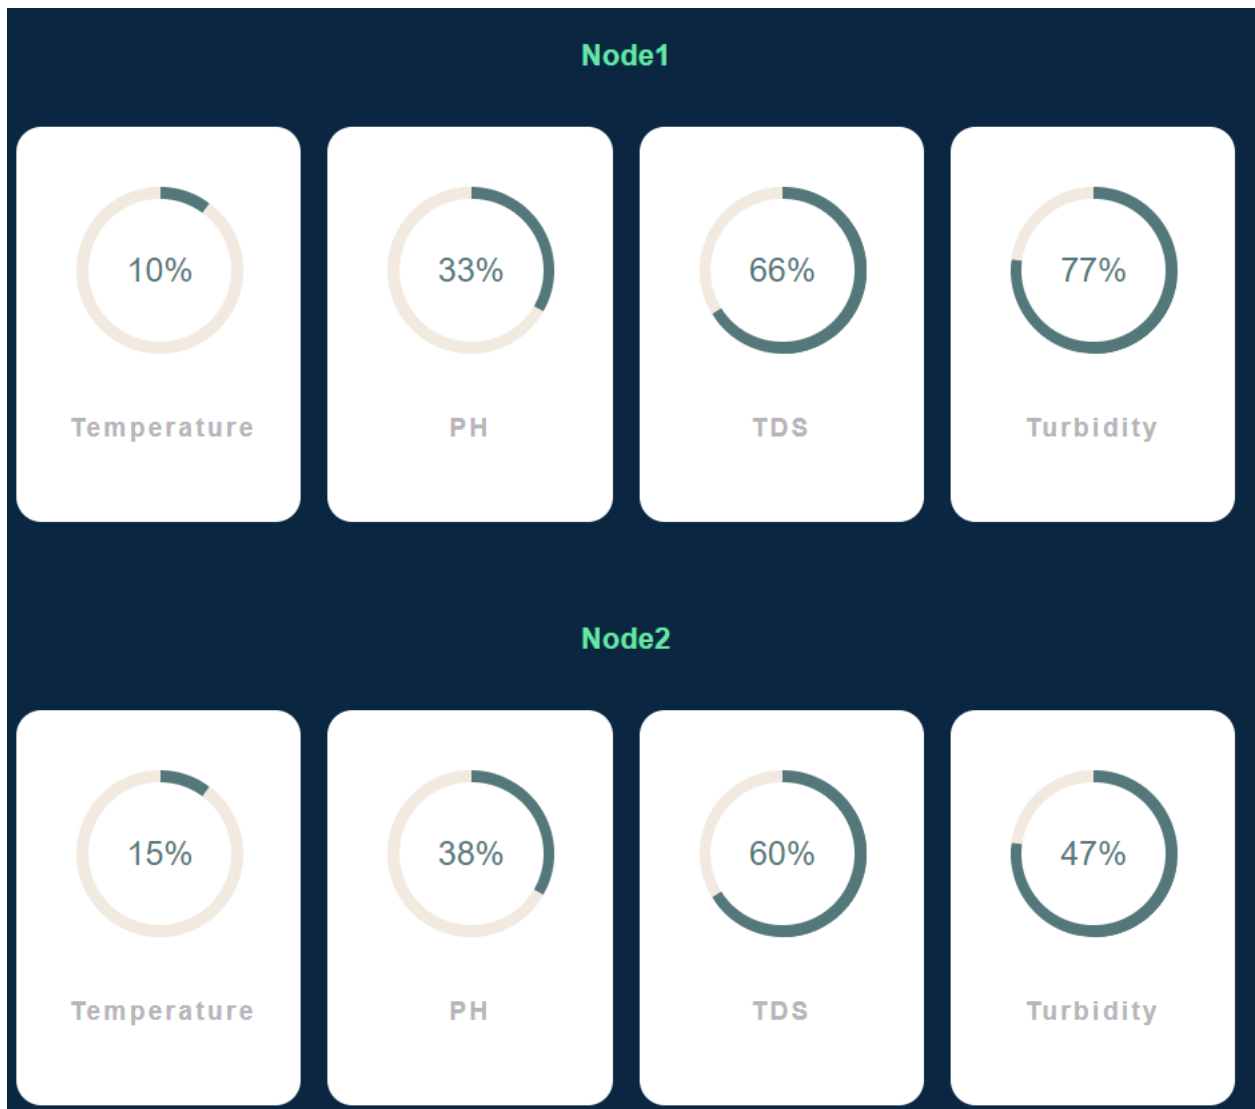 Node1
10% 33% 66% 77%
Temperature PH TDS Turbidity
Node2
15% 38% 60% 47%
Temperature PH TDS Turbidity